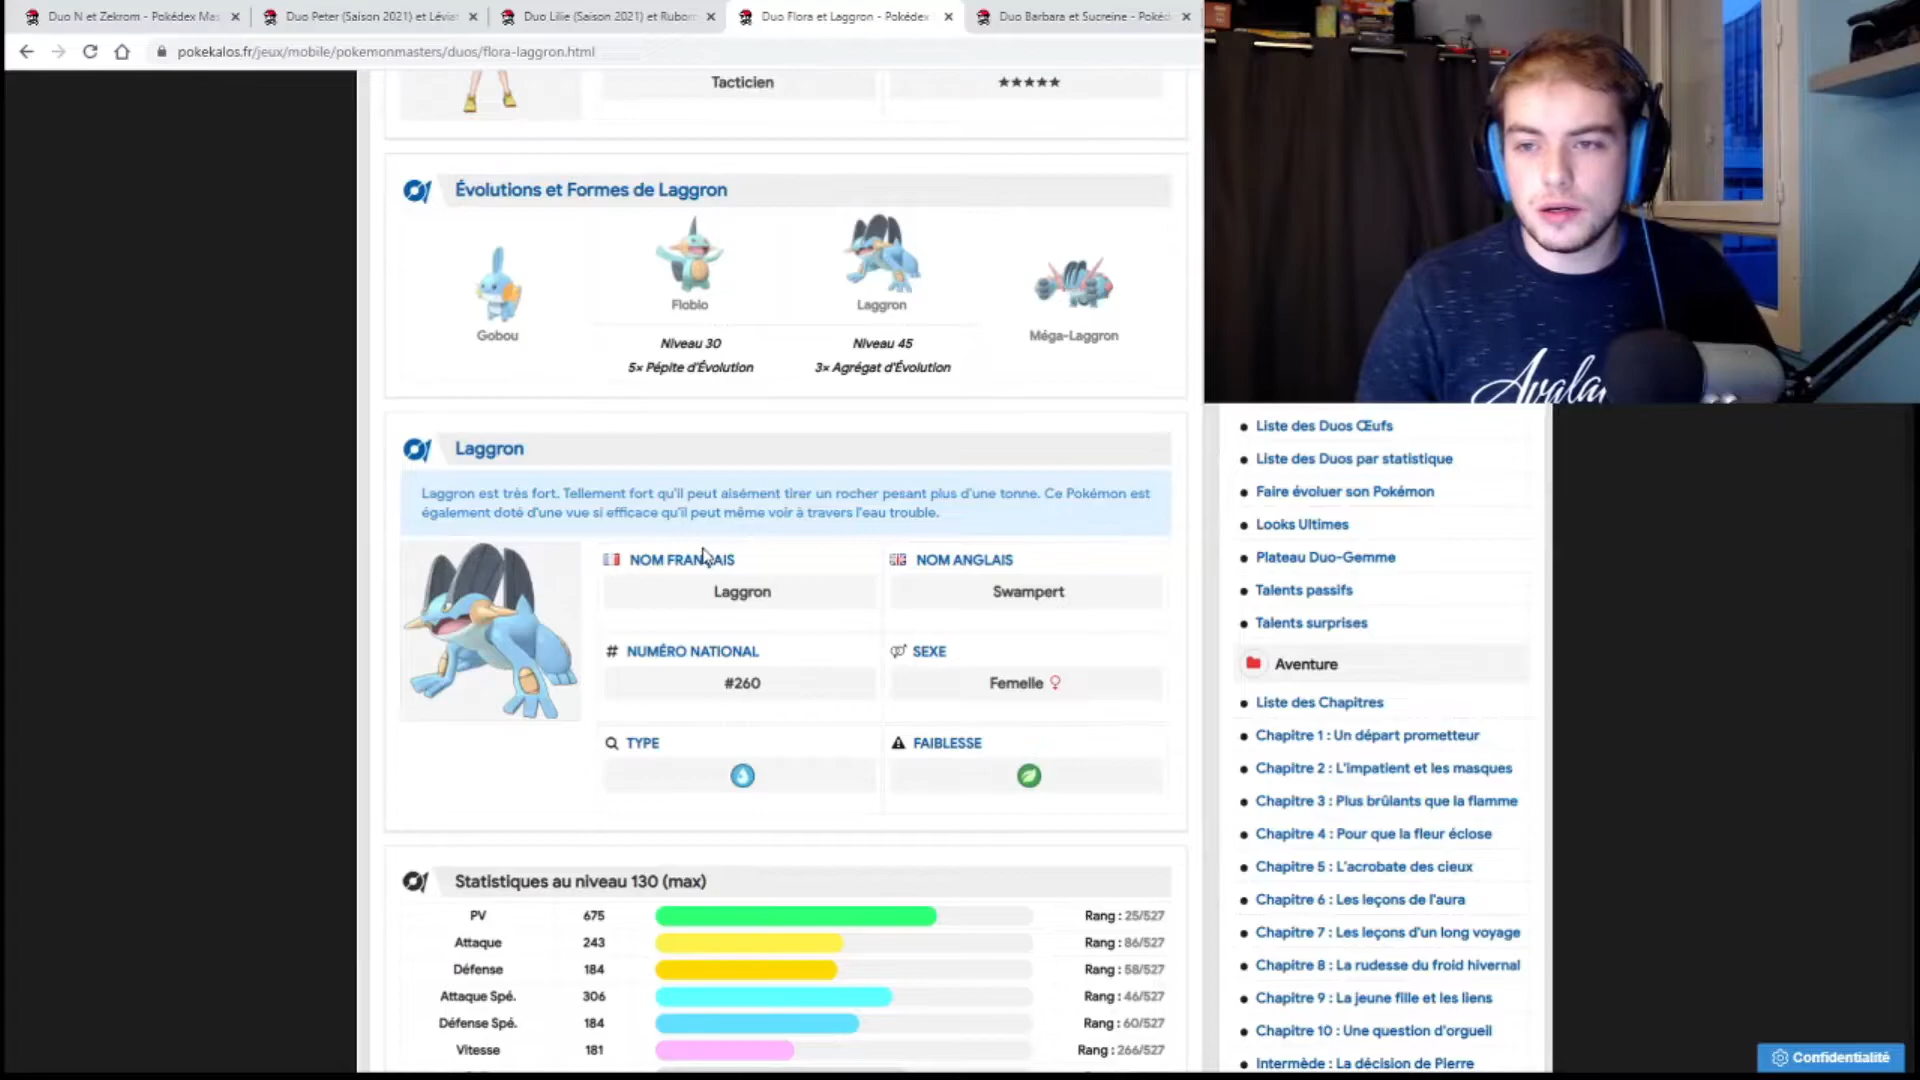 Duo N et Zekrom - Pokédex Mas
Duo Peter (Saison 2021) et Lévia
Duo Lilie (Saison 2021) et Rubom
Duo Flora et Laggron - Pokédex
Duo Barbara et Sucreine - Pokéd
pokekalos.fr/jeux/mobile/pokemonmasters/duos/flora-laggron.html
Tacticien
★★★★★
Évolutions et Formes de Laggron
Gobou
Flobio
Laggron
Méga-Laggron
Niveau 30
Niveau 45
5× Pépite d'Évolution
3× Agrégat d'Évolution
Laggron
Laggron est très fort. Tellement fort qu'il peut aisément tirer un rocher pesant plus d'une tonne. Ce Pokémon est
également doté d'une vue si efficace qu'il peut même voir à travers l'eau trouble.
NOM FRANÇAIS
NOM ANGLAIS
Laggron
Swampert
# NUMÉRO NATIONAL
SEXE
#260
Femelle ♀
TYPE
FAIBLESSE
Statistiques au niveau 130 (max)
PV 675 Rang : 25/527
Attaque 243 Rang : 86/527
Défense 184 Rang : 58/527
Attaque Spé. 306 Rang : 46/527
Défense Spé. 184 Rang : 60/527
Vitesse 181 Rang : 266/527
Liste des Duos Œufs
Liste des Duos par statistique
Faire évoluer son Pokémon
Looks Ultimes
Plateau Duo-Gemme
Talents passifs
Talents surprises
Aventure
Liste des Chapitres
Chapitre 1 : Un départ prometteur
Chapitre 2 : L'impatient et les masques
Chapitre 3 : Plus brûlants que la flamme
Chapitre 4 : Pour que la fleur éclose
Chapitre 5 : L'acrobate des cieux
Chapitre 6 : Les leçons de l'aura
Chapitre 7 : Les leçons d'un long voyage
Chapitre 8 : La rudesse du froid hivernal
Chapitre 9 : La jeune fille et les liens
Chapitre 10 : Une question d'orgueil
Intermède : La décision de Pierre
Confidentialité
Avala